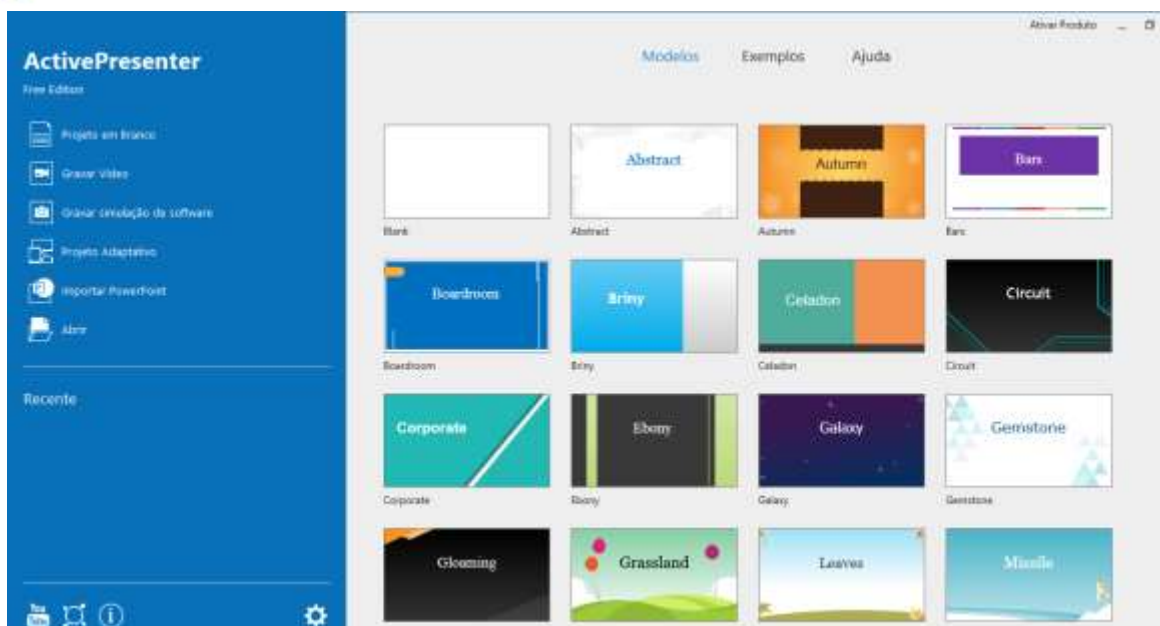 Ativar Produto
ActivePresenter
Free Edition
Modelos Exemplos Ajuda
Projeto em Branco
Gravar Vídeo
Gravar simulação de software
Projeto Adaptativo
Importar PowerPoint
Abrir
Recente
Abstract
Autumn
Bars
Blank
Abstract
Autumn
Bars
Boardroom
Briny
Celadon
Circuit
Boardroom
Briny
Celadon
Circuit
Corporate
Ebony
Galaxy
Gemstone
Corporate
Ebony
Galaxy
Gemstone
Gloaming
Grassland
Leaves
You